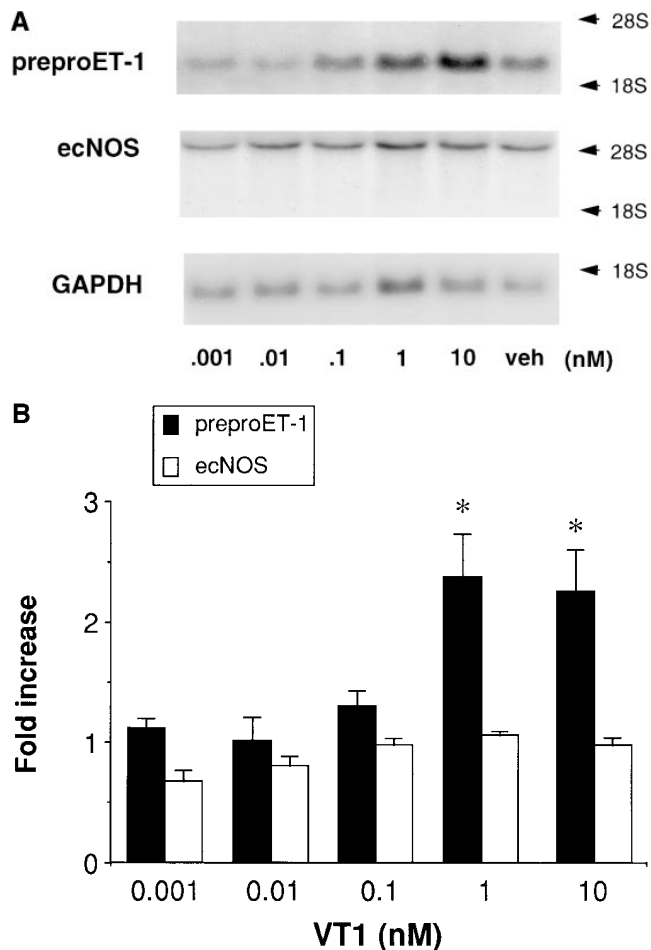 A
preproET-1
28S
18S
ecNOS
28S
18S
GAPDH
18S
.001 .01 .1 1 10 veh (nM)
B
preproET-1
ecNOS
3
2
1
0
Fold increase
* *
0.001 0.01 0.1 1 10
VT1 (nM)